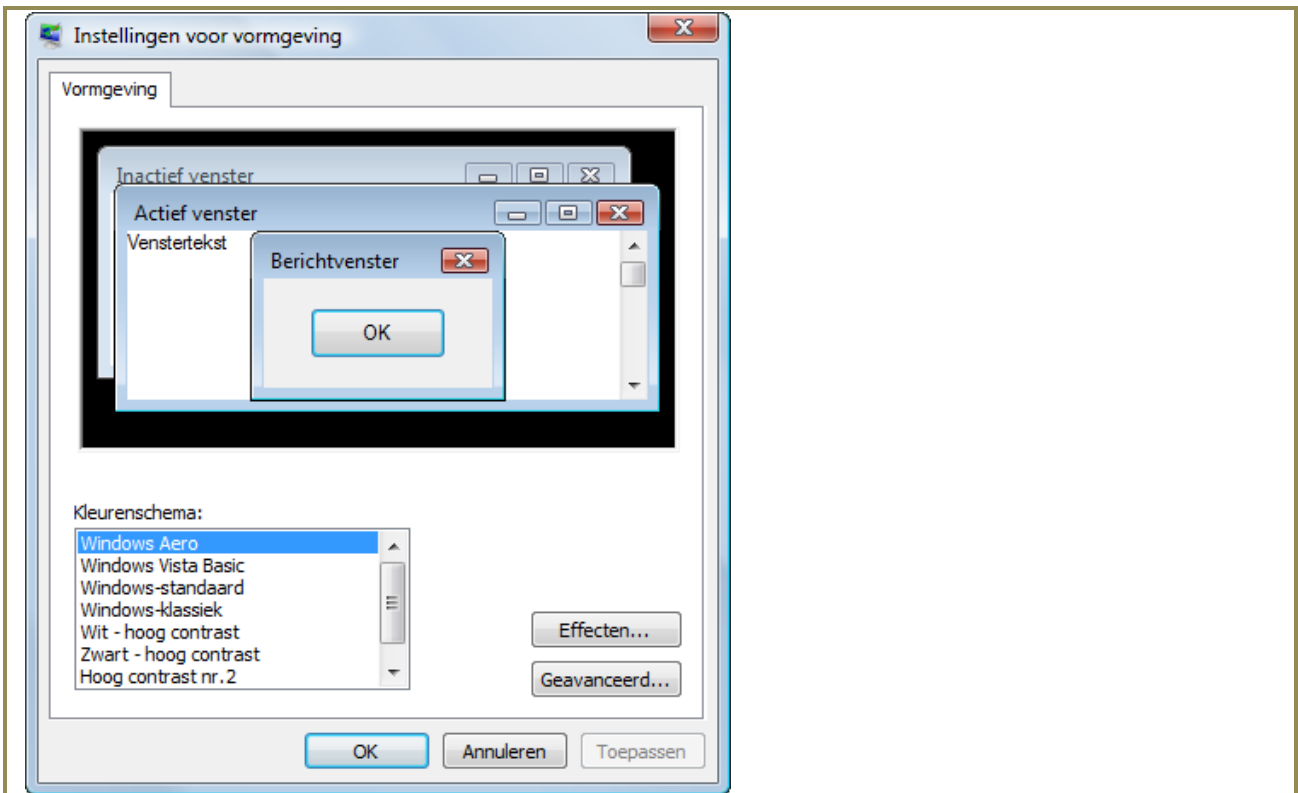 Instellingen voor vormgeving
Vormgeving
Inactief venster
Actief venster
Venstertekst
Berichtvenster
OK
Kleurenschema:
Windows Aero
Windows Vista Basic
Windows-standaard
Windows-klassiek
Wit - hoog contrast
Zwart - hoog contrast
Hoog contrast nr.2
Effecten...
Geavanceerd...
OK Annuleren Toepassen